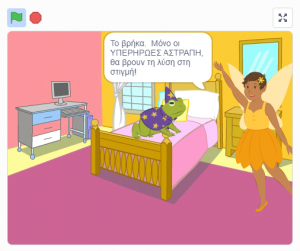 Το βρήκα. Μόνο οι
ΥΠΕΡΗΡΩΕΣ ΑΣΤΡΑΠΗ,
θα βρουν τη λύση στη
στιγμή!